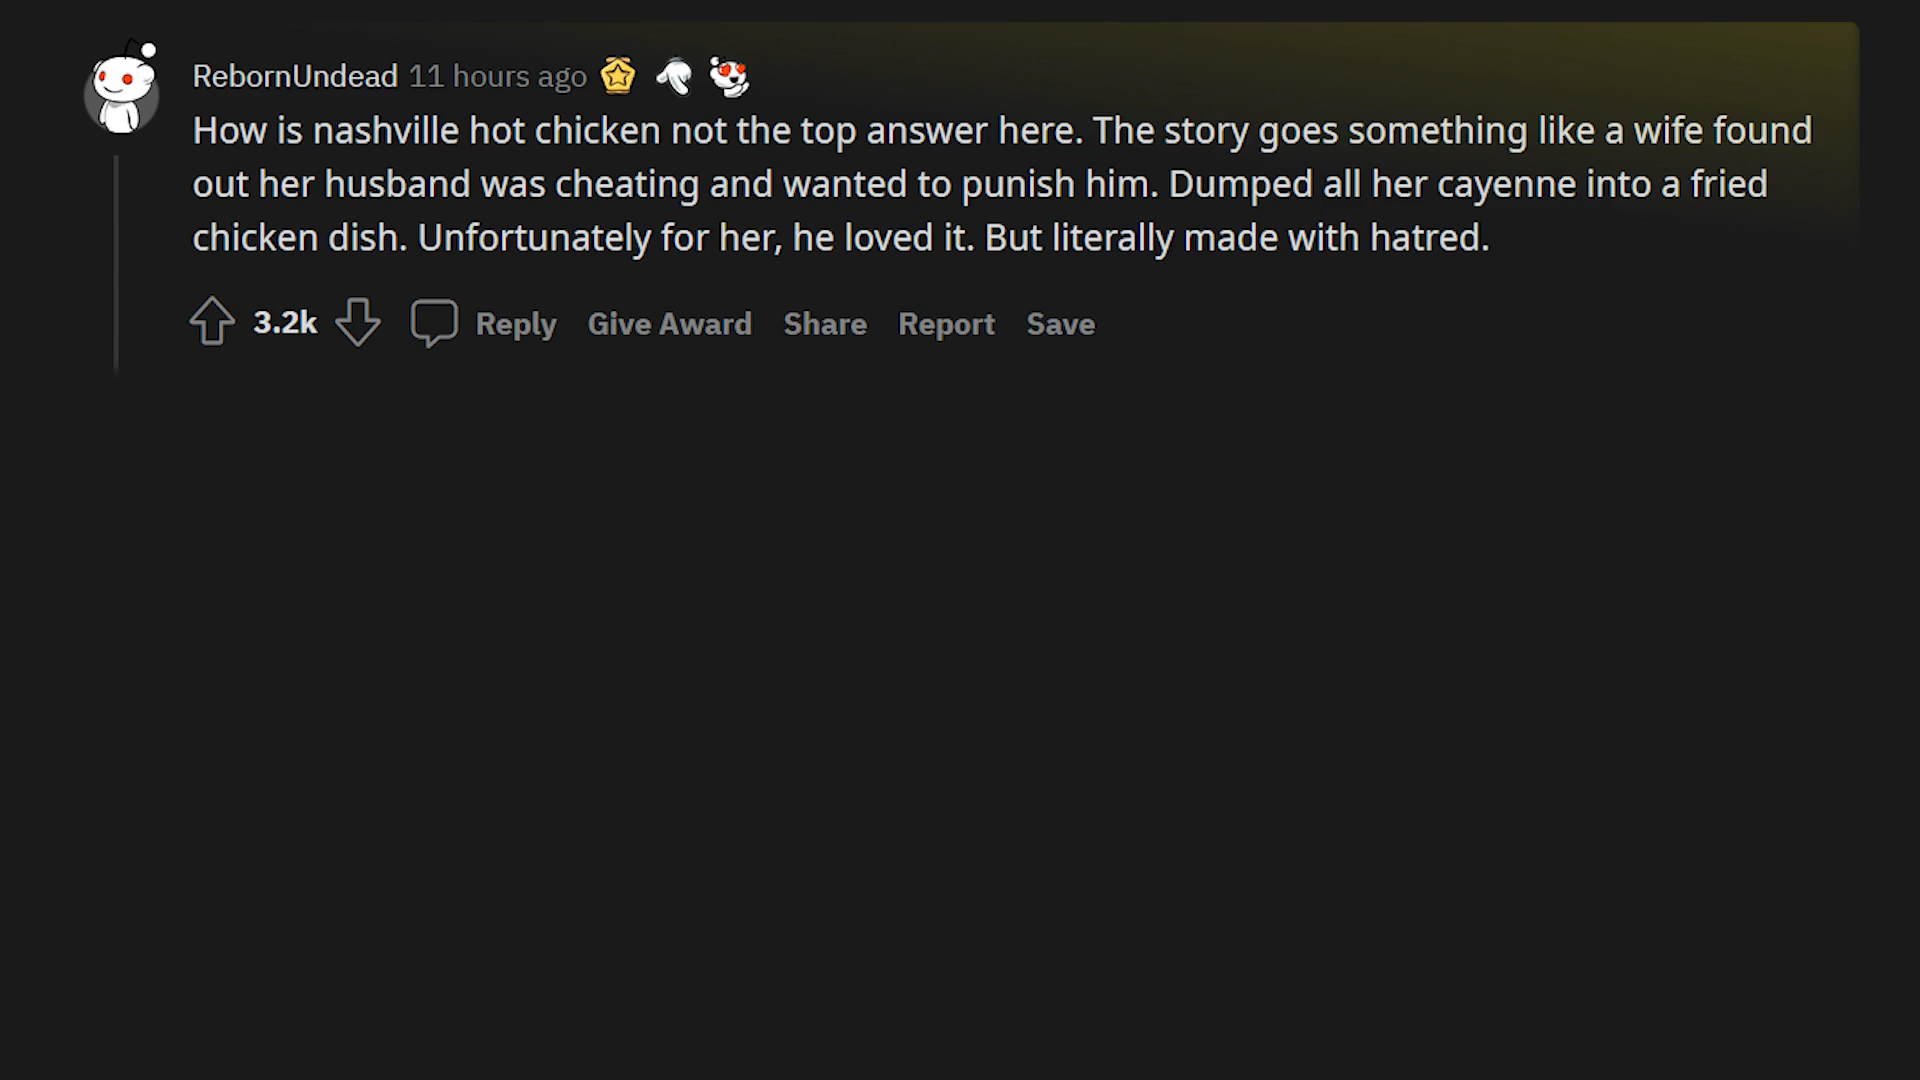 RebornUndead 11 hours ago
How is nashville hot chicken not the top answer here. The story goes something like a wife found
out her husband was cheating and wanted to punish him. Dumped all her cayenne into a fried
chicken dish. Unfortunately for her, he loved it. But literally made with hatred.
3.2k Reply Give Award Share Report Save